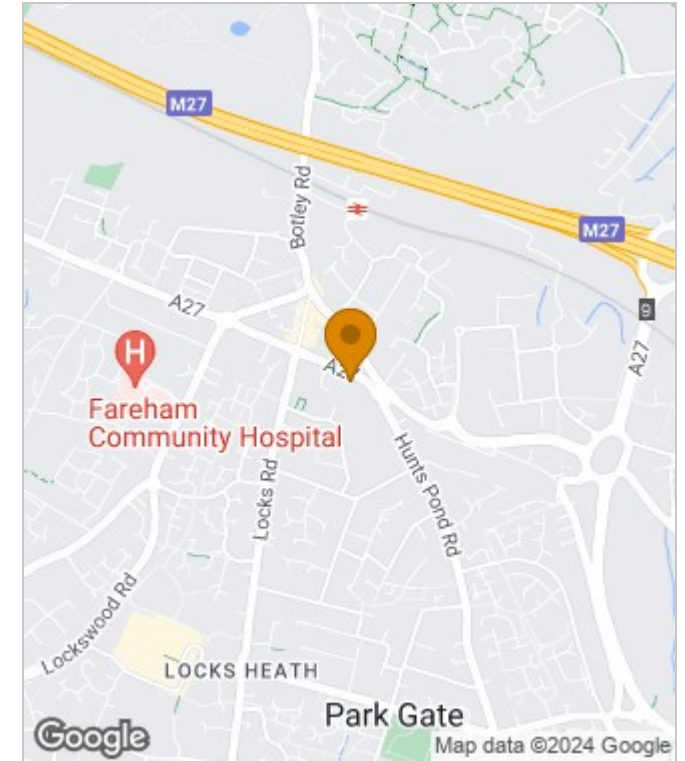 M27
Botley Rd
M27
9
A27
A27
A27
H
Fareham
Community Hospital
Locks Rd
Hunts Pond Rd
Lockswood Rd
LOCKS HEATH
Park Gate
Google
Map data ©2024 Google